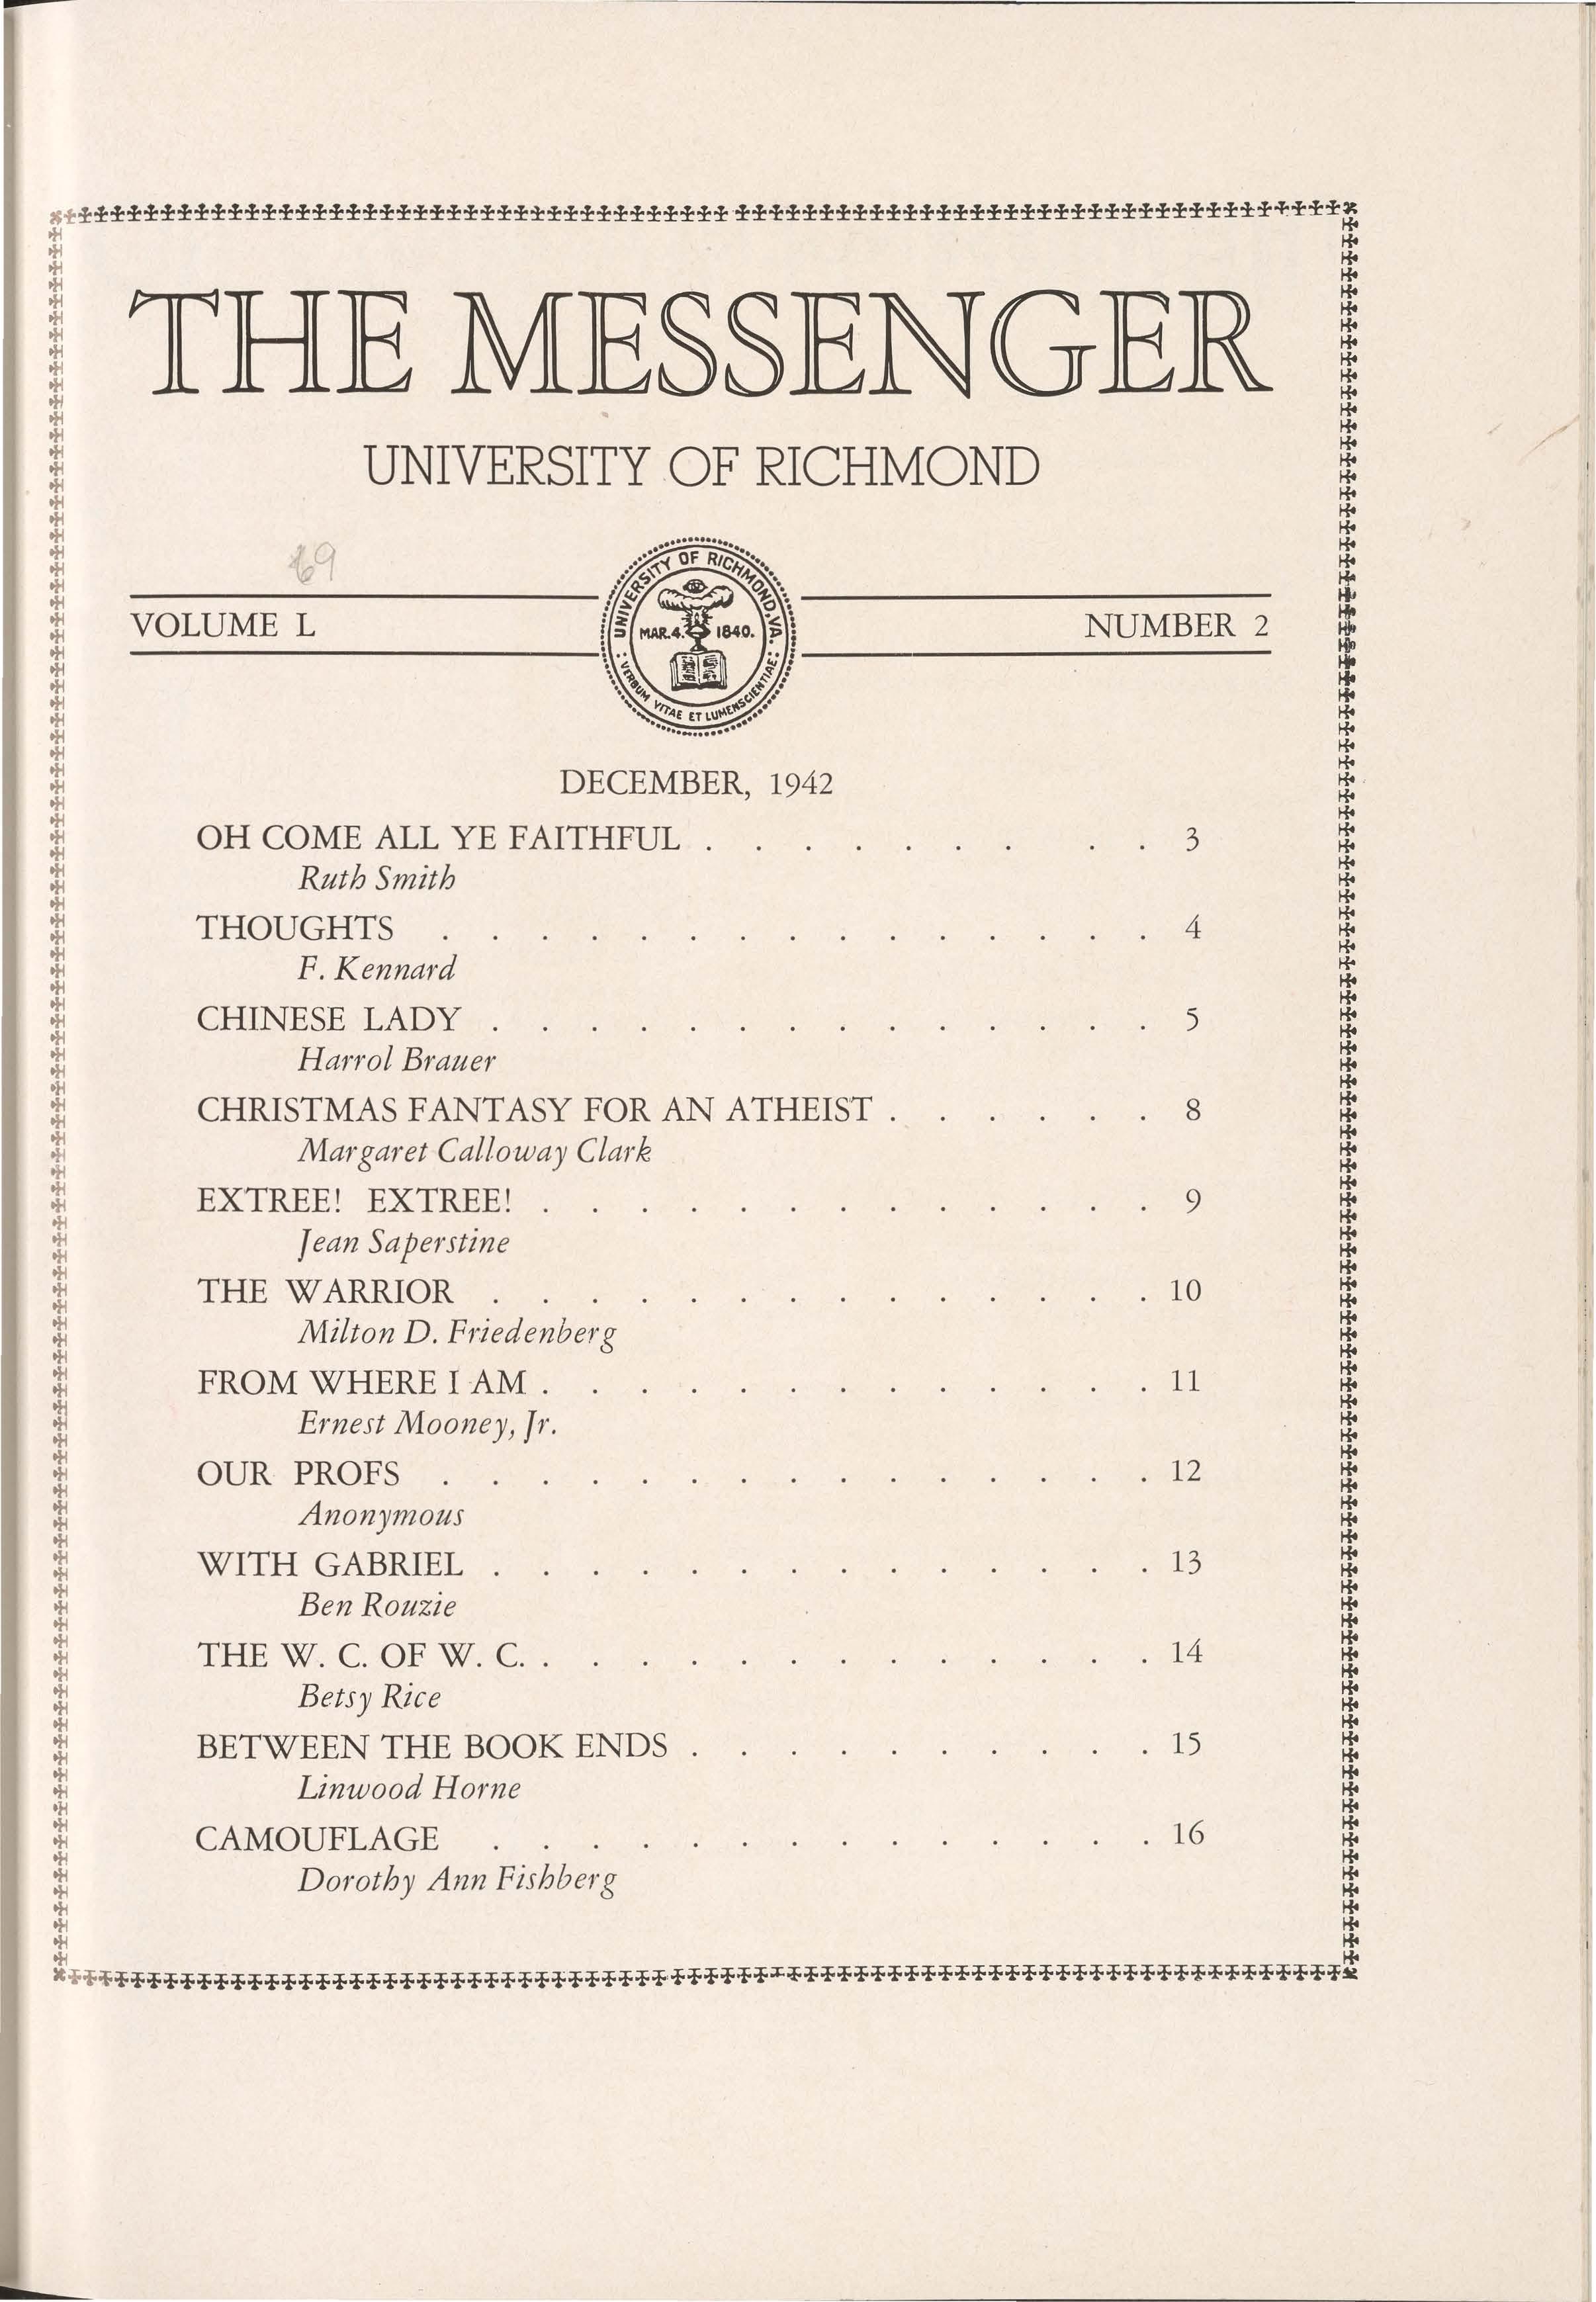 THE MESSENGER
UNIVERSITY OF RICHMOND
69
VOLUME L
UNIVERSITY OF RICHMOND, VA.
MAR. 4. 1840.
: VERBUM VITAE ET LUMEN SCIENTIAE :
NUMBER 2
DECEMBER, 1942
OH COME ALL YE FAITHFUL . . . . . . . . 3
Ruth Smith
THOUGHTS . . . . . . . . . . . . . . . 4
F. Kennard
CHINESE LADY . . . . . . . . . . . . . . 5
Harrol Brauer
CHRISTMAS FANTASY FOR AN ATHEIST . . . . . . 8
Margaret Calloway Clark
EXTREE! EXTREE! . . . . . . . . . . . . . 9
Jean Saperstine
THE WARRIOR . . . . . . . . . . . . . . 10
Milton D. Friedenberg
FROM WHERE I AM . . . . . . . . . . . . . 11
Ernest Mooney, Jr.
OUR PROFS . . . . . . . . . . . . . . . 12
Anonymous
WITH GABRIEL . . . . . . . . . . . . . . 13
Ben Rouzie
THE W. C. OF W. C. . . . . . . . . . . . . . 14
Betsy Rice
BETWEEN THE BOOK ENDS . . . . . . . . . . 15
Linwood Horne
CAMOUFLAGE . . . . . . . . . . . . . . 16
Dorothy Ann Fishberg